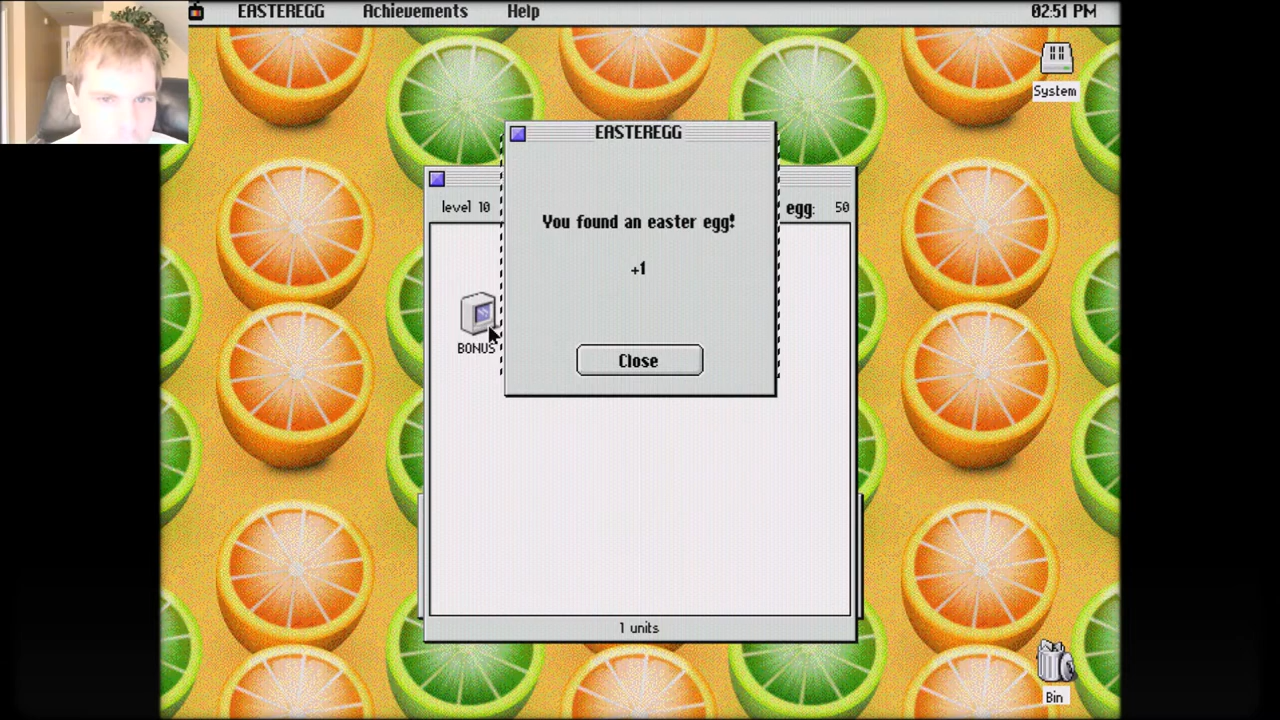 EASTEREGG Achievements Help 02:51 PM
System
EASTEREGG
level 10
egg: 50
You found an easter egg!
+1
BONUS
Close
1 units
Bin